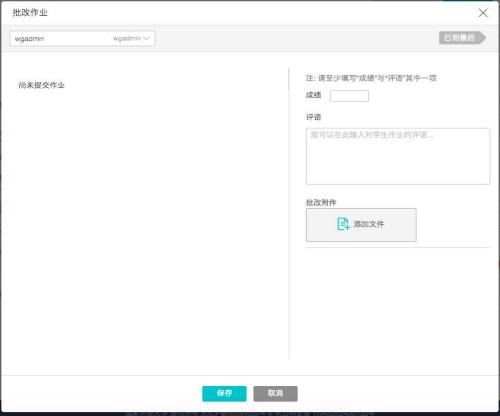 批改作业
wgadmin wgadmin
已到最后
尚未提交作业
注: 请至少填写“成绩”与“评语”其中一项
成绩
评语
您可以在此输入对学生作业的评语...
批改附件
添加文件
保存 取消